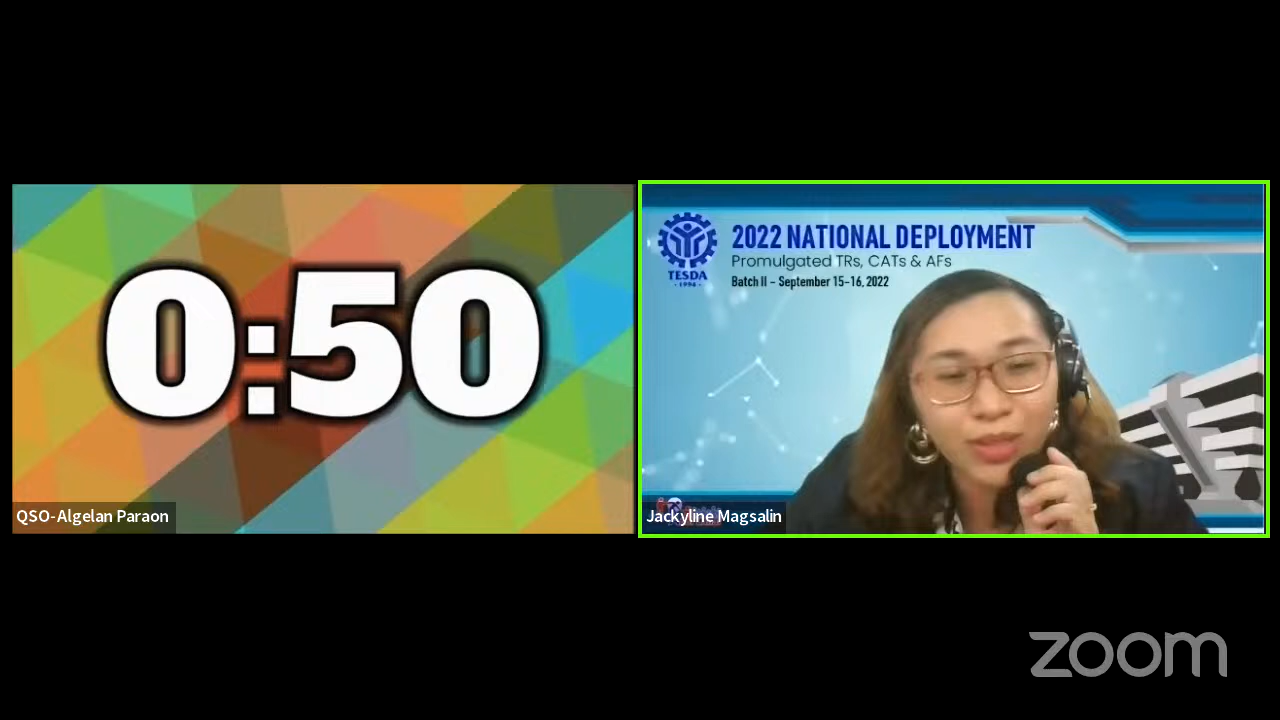 0:50
QSO-Algelan Paraon
TESDA
- 1994 -
2022 NATIONAL DEPLOYMENT
Promulgated TRs, CATs & AFs
Batch II – September 15-16, 2022
Jackyline Magsalin
zoom